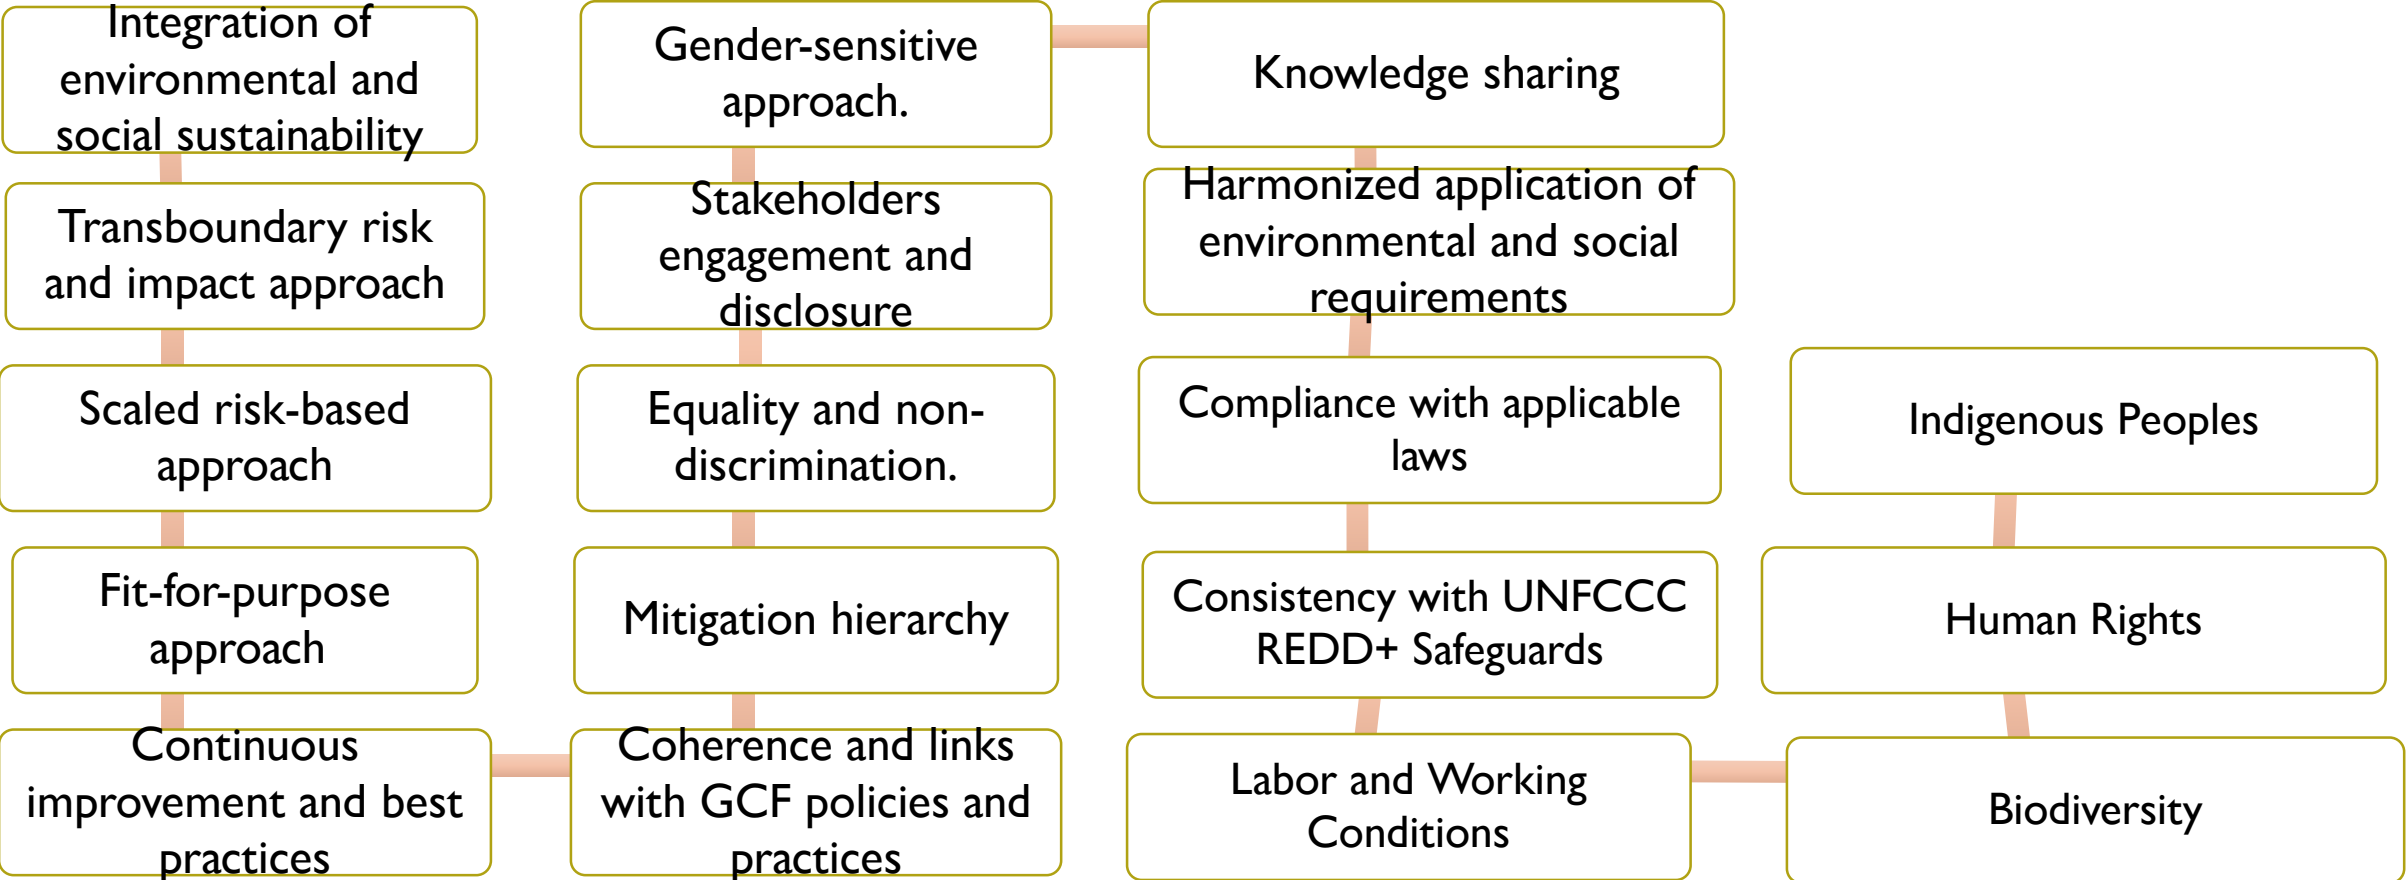 Integration of
environmental and
social sustainability
Transboundary risk
and impact approach
Scaled risk-based
approach
Fit-for-purpose
approach
Continuous
improvement and best
practices
Coherence and links
with GCF policies and
practices
Mitigation hierarchy
Equality and non-
discrimination.
Stakeholders
engagement and
disclosure
Gender-sensitive
approach.
Knowledge sharing
Harmonized application of
environmental and social
requirements
Compliance with applicable
laws
Consistency with UNFCCC
REDD+ Safeguards
Labor and Working
Conditions
Biodiversity
Human Rights
Indigenous Peoples